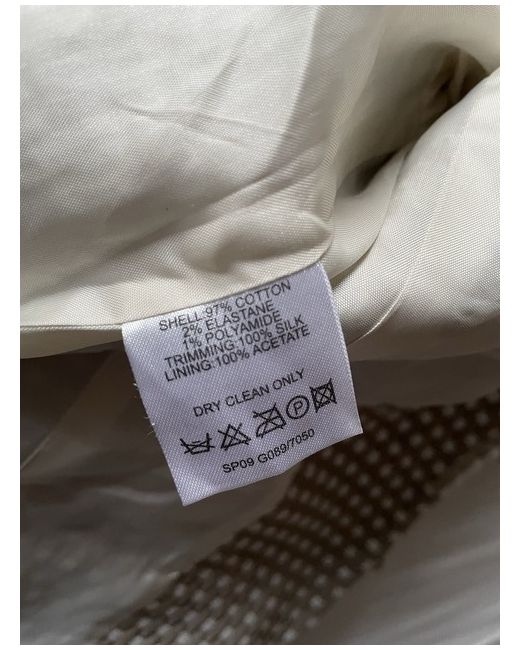 SHELL:97% COTTON
2% ELASTANE
1% POLYAMIDE
TRIMMING:100% SILK
LINING:100% ACETATE
DRY CLEAN ONLY
P
SP09 G089/7050